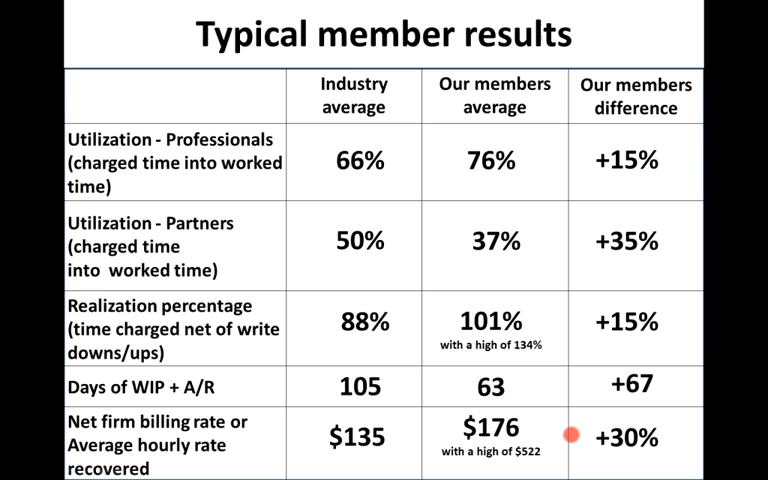 Typical member results
Industry average
Our members average
Our members difference
Utilization - Professionals
(charged time into worked
time)
66%
76%
+15%
Utilization - Partners
(charged time
into worked time)
50%
37%
+35%
Realization percentage
(time charged net of write
downs/ups)
88%
101%
with a high of 134%
+15%
Days of WIP + A/R
105
63
+67
Net firm billing rate or
Average hourly rate
recovered
$135
$176
with a high of $522
+30%